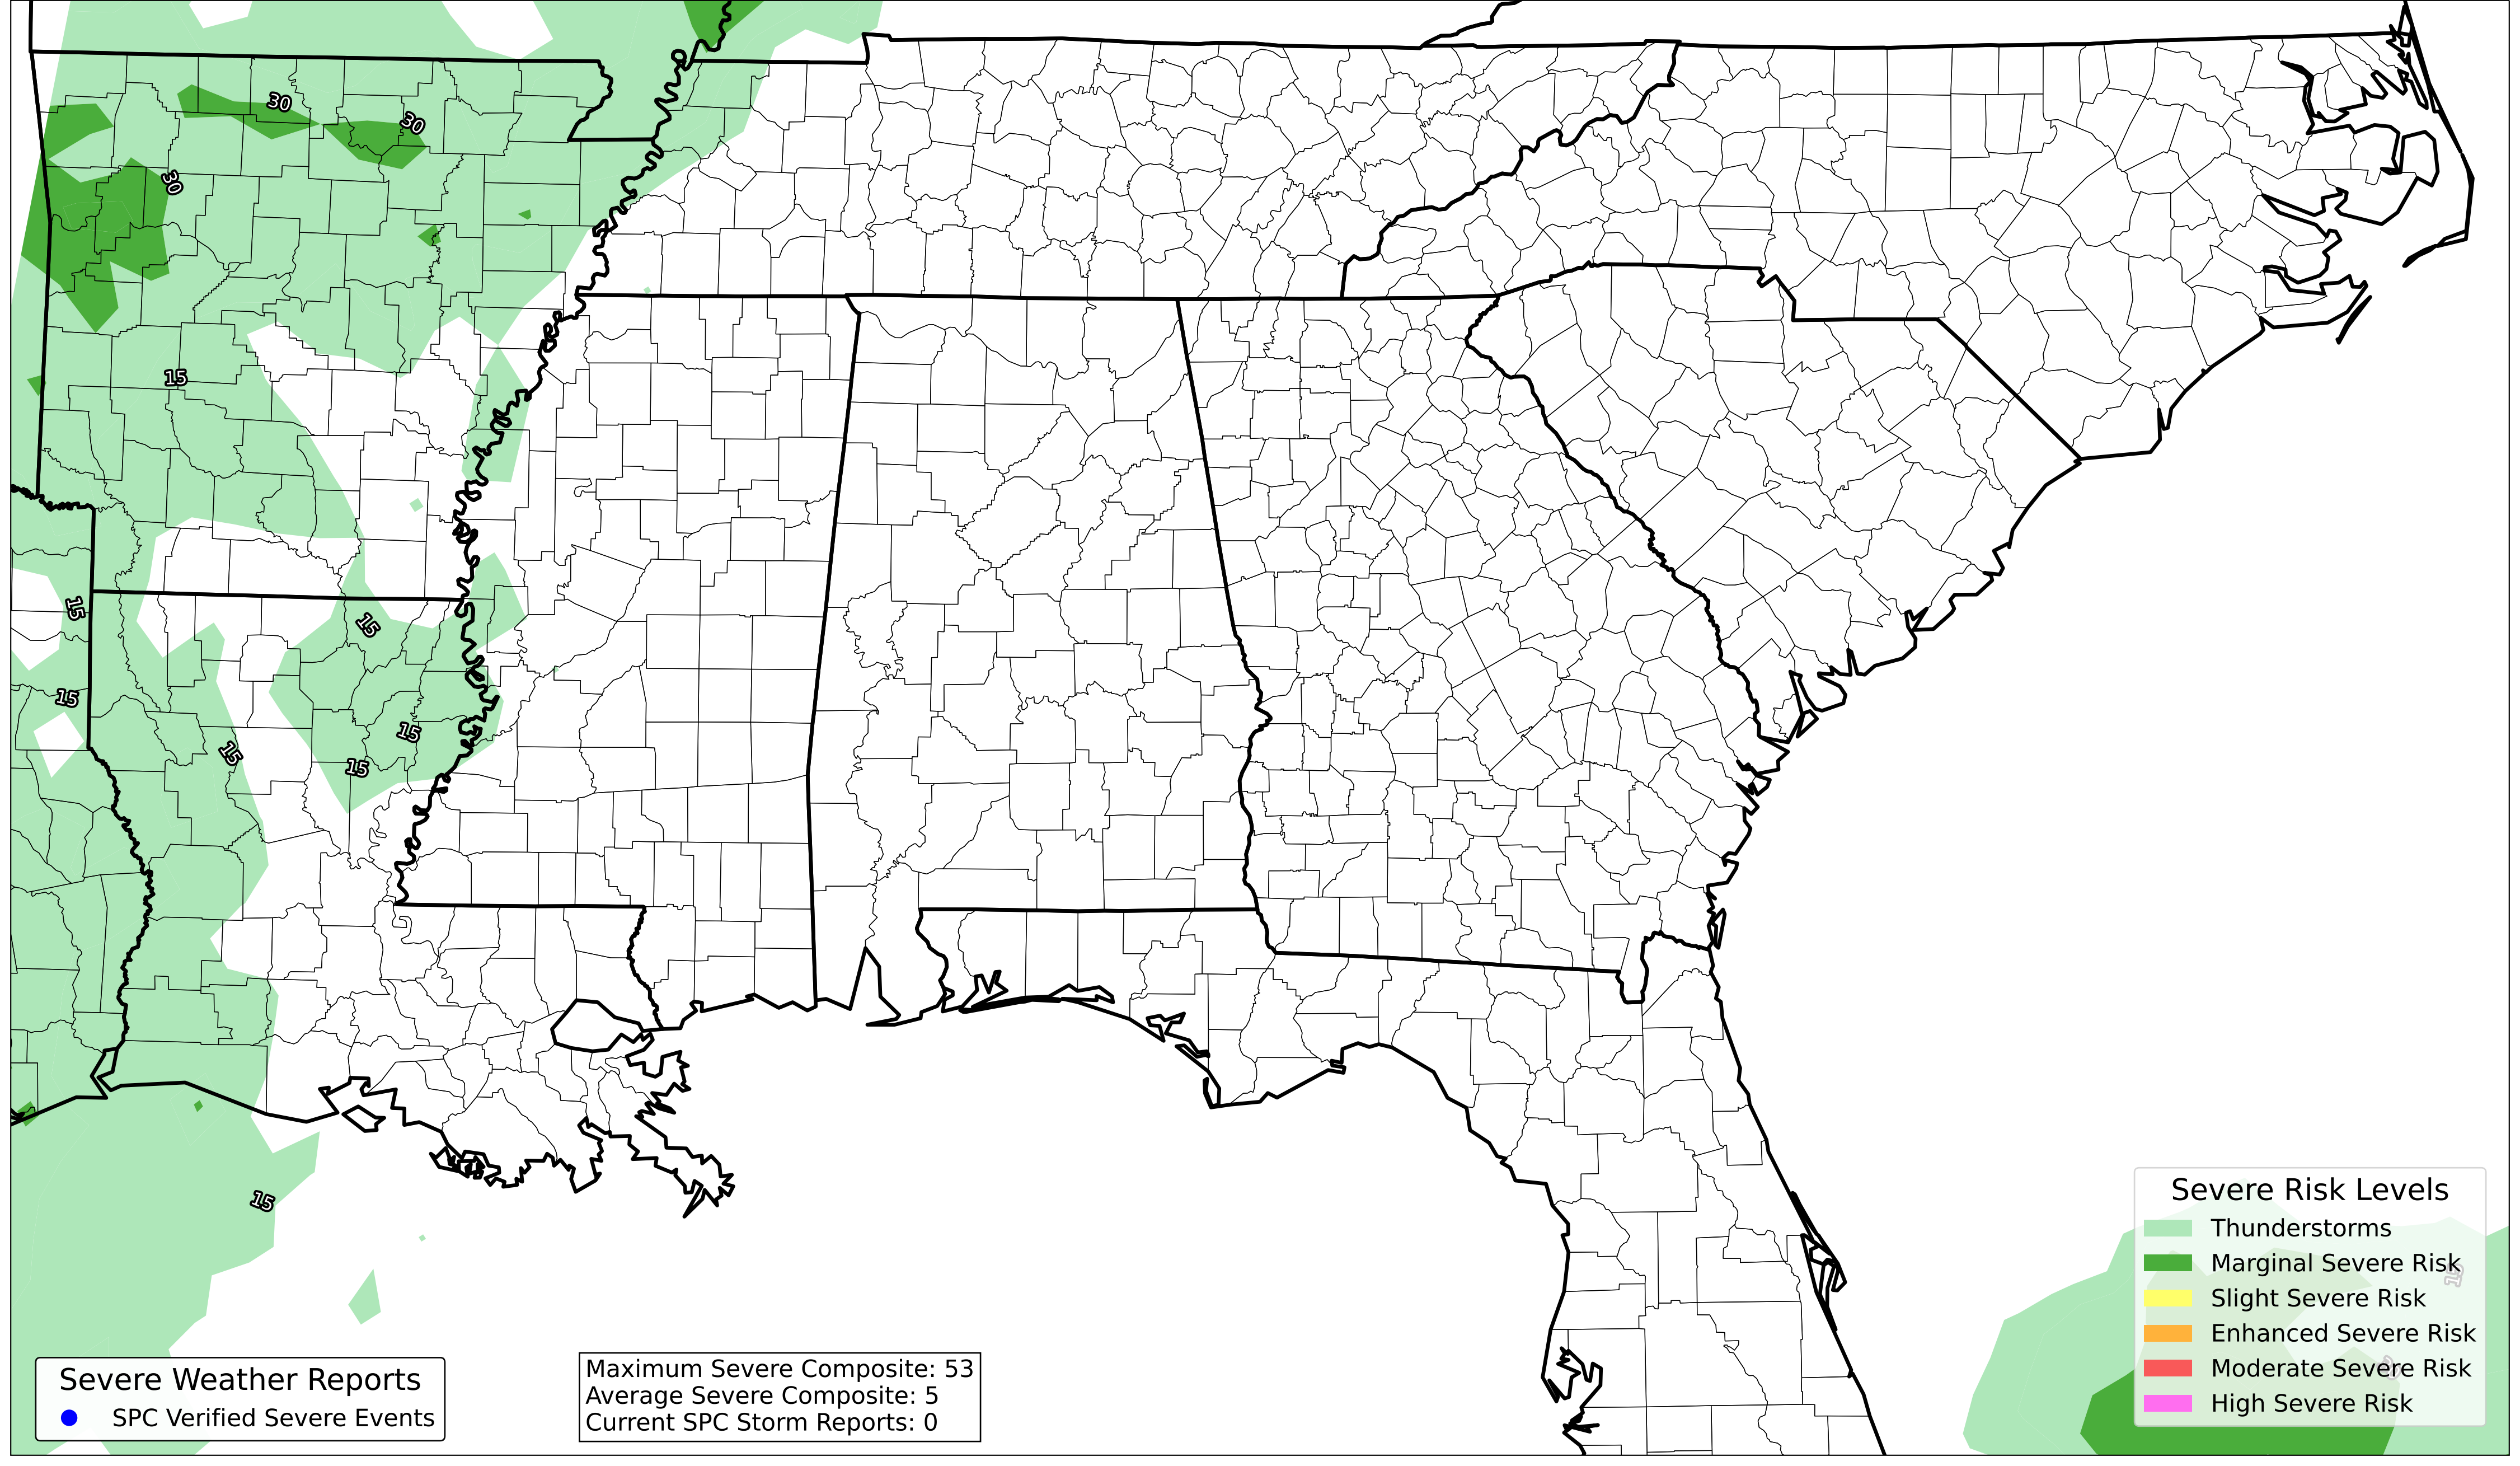 30
30
30
15
15
15
15
15
15
15
15
Severe Risk Levels
Thunderstorms
Marginal Severe Risk
Slight Severe Risk
Enhanced Severe Risk
Moderate Severe Risk
High Severe Risk
15
Severe Weather Reports
SPC Verified Severe Events
Maximum Severe Composite: 53
Average Severe Composite: 5
Current SPC Storm Reports: 0